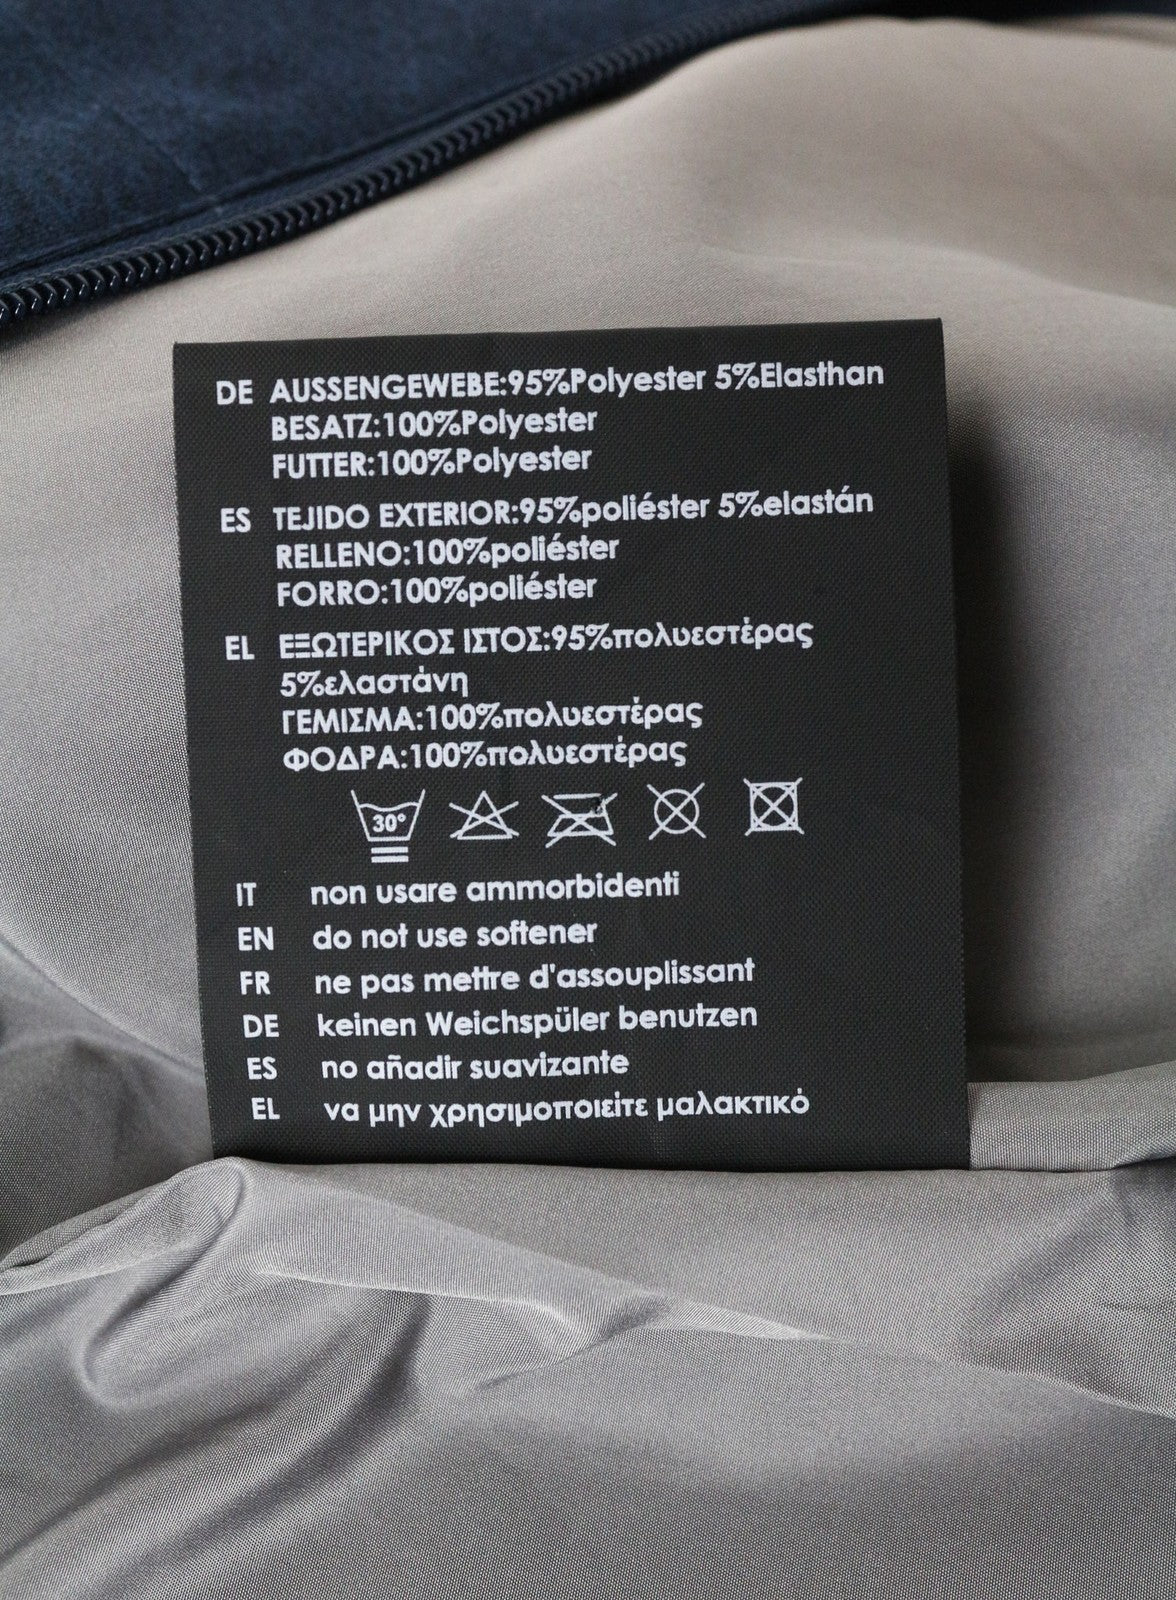 DE AUSSENGEWEBE:95%Polyester 5%Elasthan
BESATZ:100%Polyester
FUTTER:100%Polyester
ES TEJIDO EXTERIOR:95%poliéster 5%elastán
RELLENO:100%poliéster
FORRO:100%poliéster
EL ΕΞΩΤΕΡΙΚΟΣ ΙΣΤΟΣ:95%πολυεστέρας
5%ελαστάνη
ΓΕΜΙΣΜΑ:100%πολυεστέρας
ΦΟΔΡΑ:100%πολυεστέρας
30°
IT non usare ammorbidenti
EN do not use softener
FR ne pas mettre d'assouplissant
DE keinen Weichspüler benutzen
ES no añadir suavizante
EL να μην χρησιμοποιείτε μαλακτικό